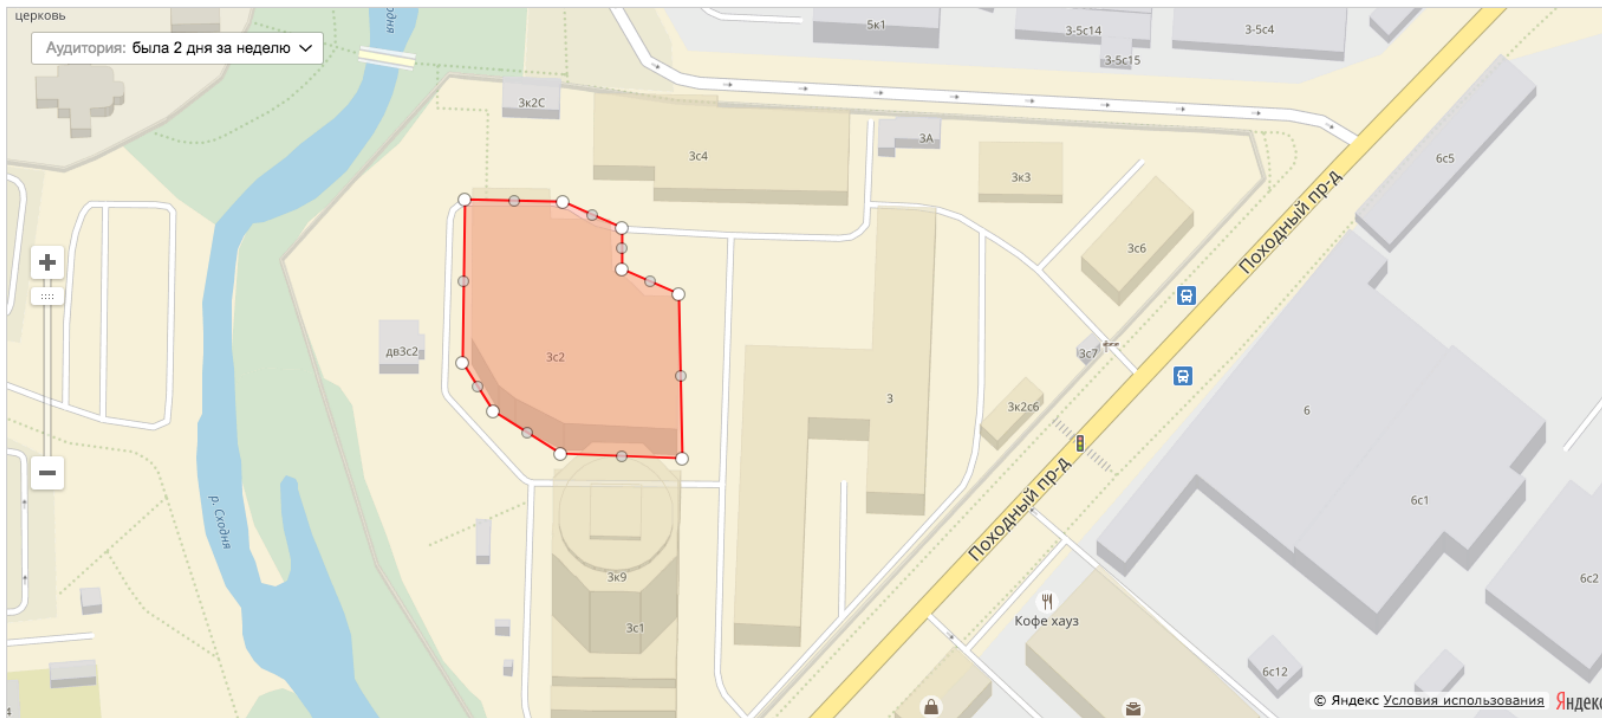 церковь
Аудитория: была 2 дня за неделю
5к1
3-5с14
3-5с4
3-5с15
3к2С
3А
3с4
3к3
6с5
Походный пр-д
3с6
дв3с2
3с2
3с7
3
3к2с6
6
Походный пр-д
6с1
р. Сходня
3к9
6с2
Кофе хауз
3с1
6с12
© Яндекс Условия использования